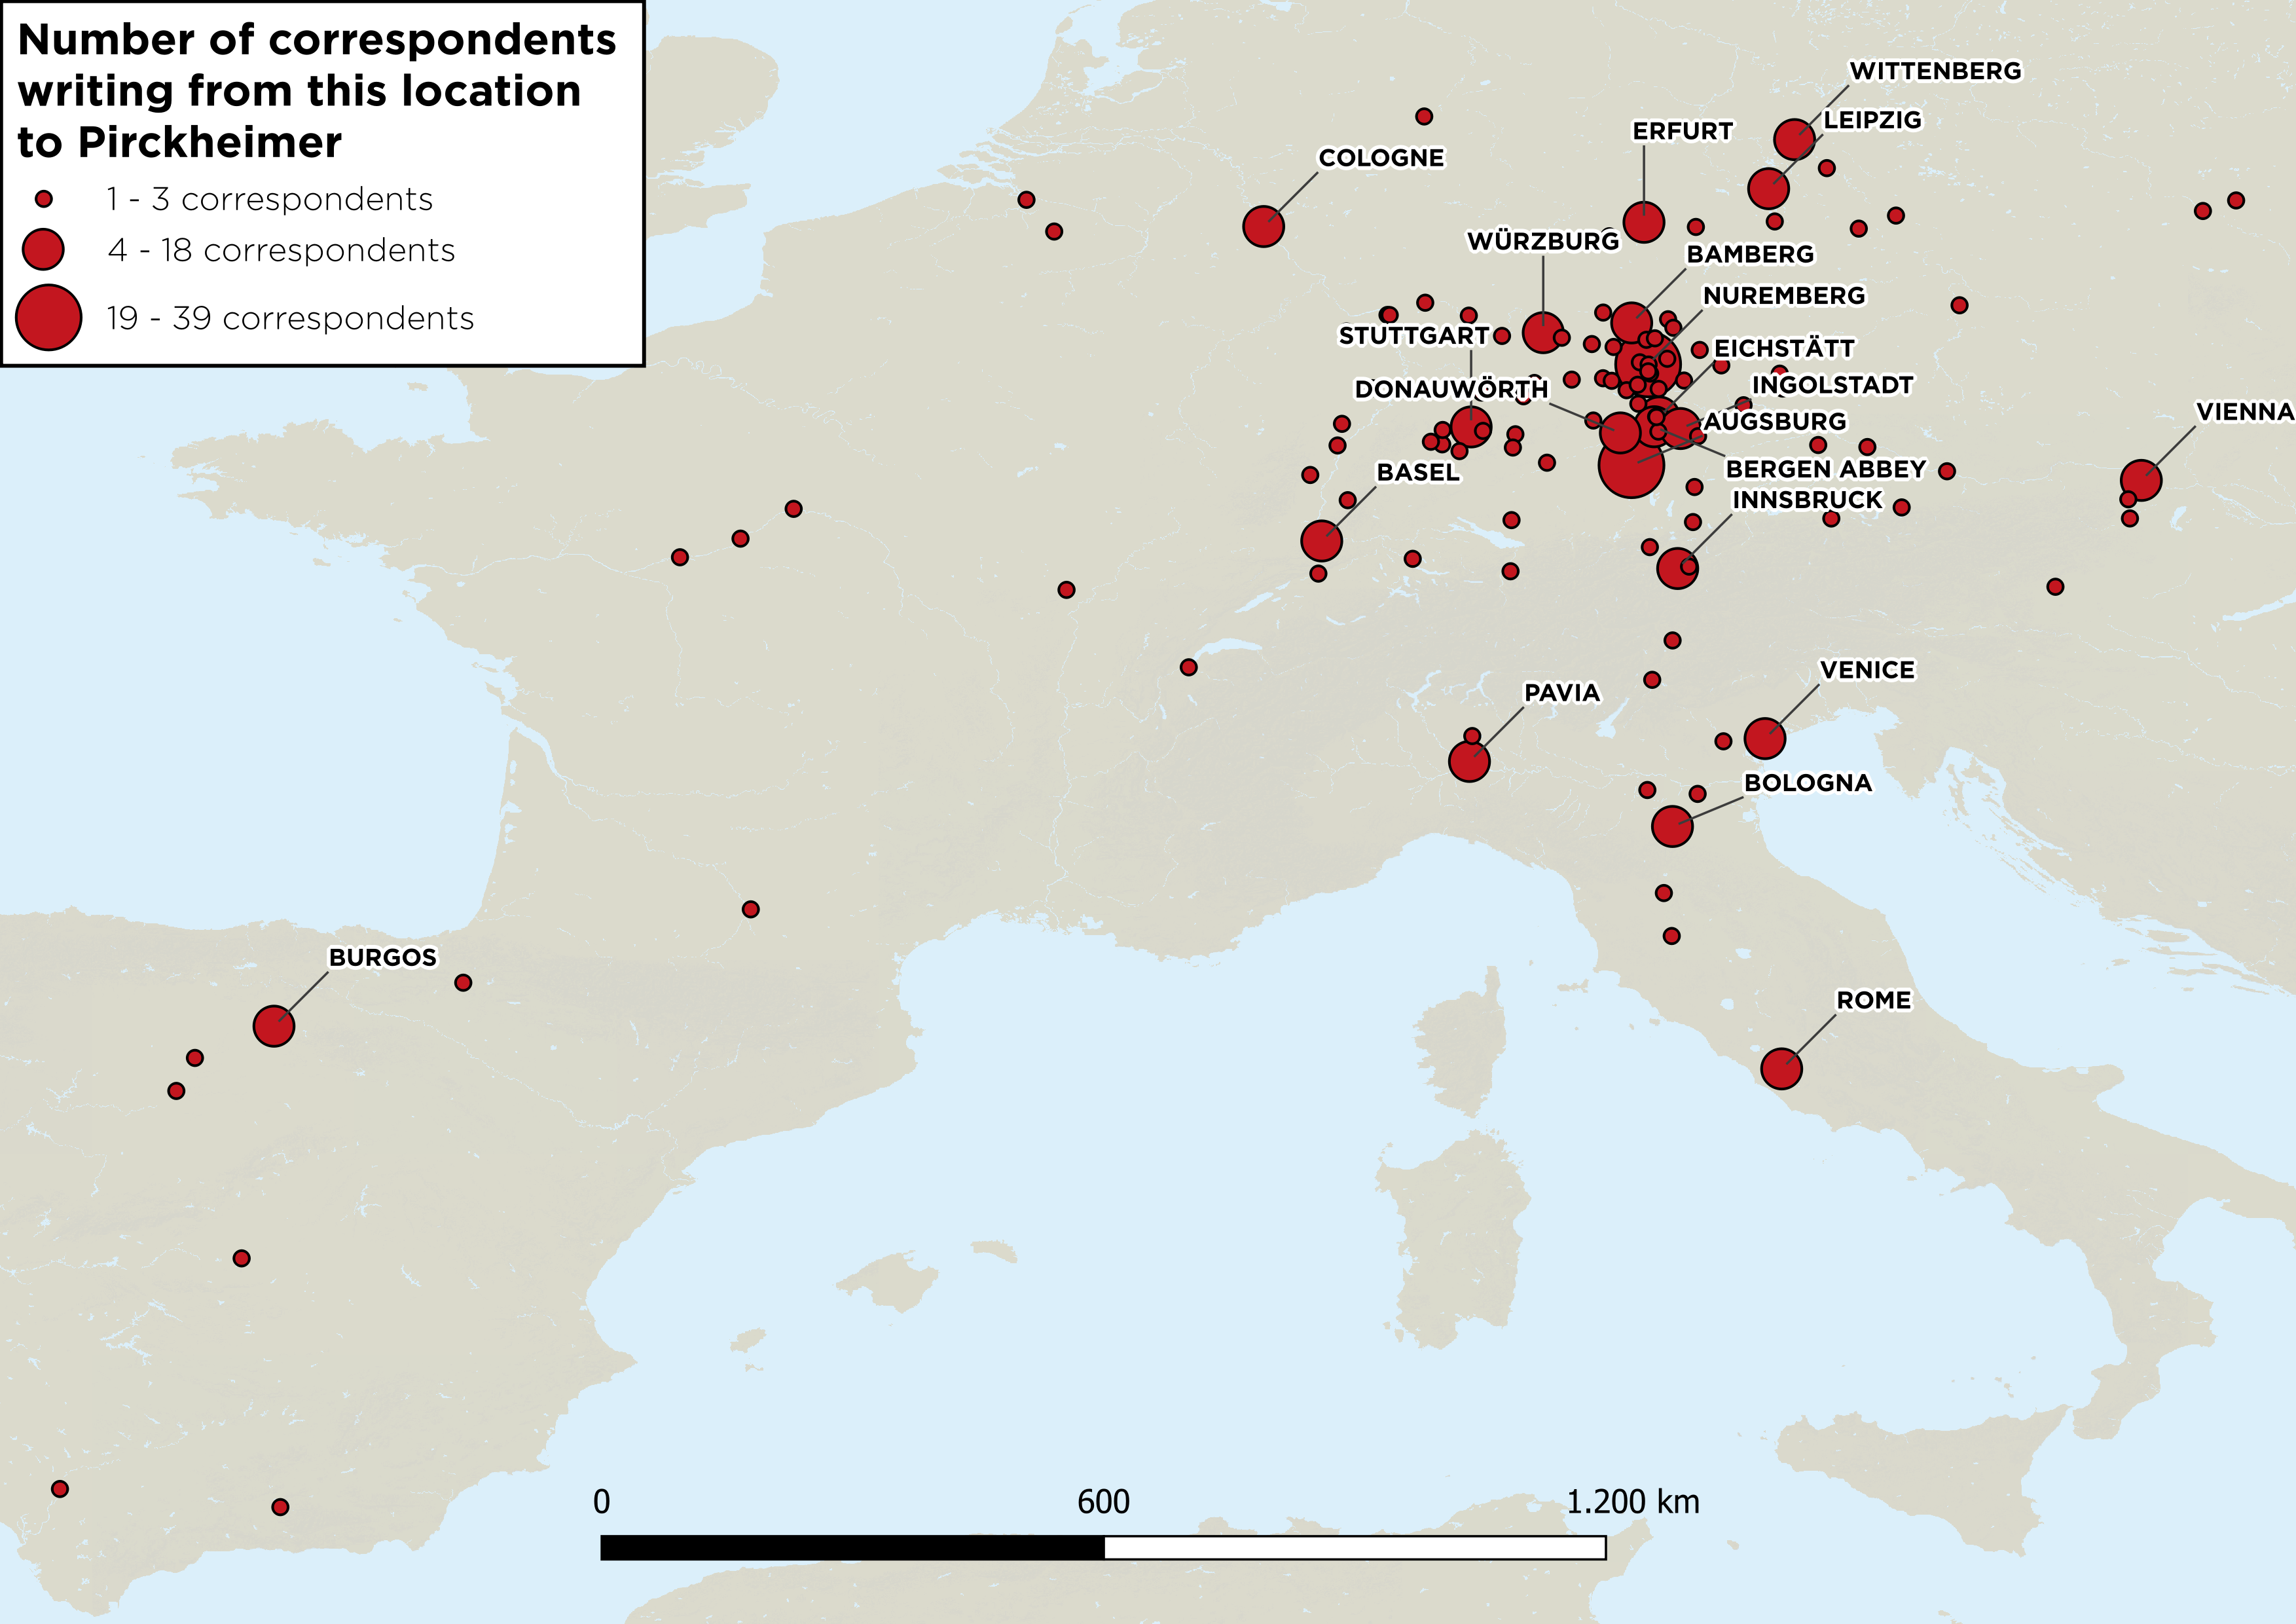 Number of correspondents
writing from this location
to Pirckheimer
1 - 3 correspondents
4 - 18 correspondents
19 - 39 correspondents
WITTENBERG
LEIPZIG
ERFURT
COLOGNE
WÜRZBURG
BAMBERG
NUREMBERG
STUTTGART
EICHSTÄTT
DONAUWÖRTH
INGOLSTADT
VIENNA
AUGSBURG
BERGEN ABBEY
BASEL
INNSBRUCK
VENICE
PAVIA
BOLOGNA
BURGOS
ROME
0 600 1.200 km